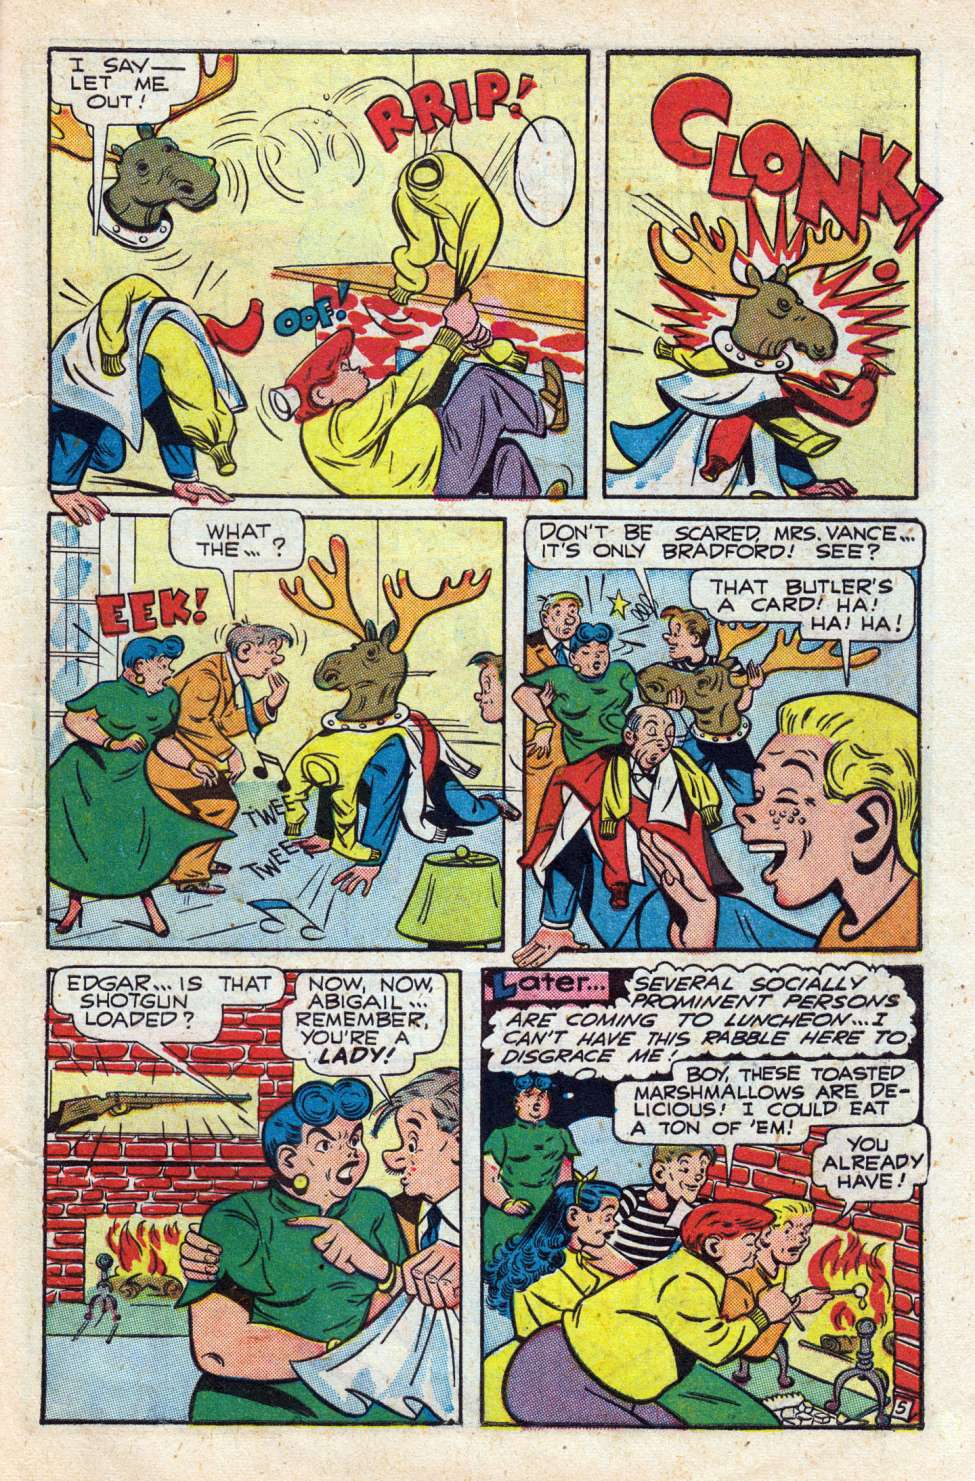 I SAY—
LET ME
OUT!
RRIP!
OOF!
CLONK!
EEK!
WHAT
THE...?
TWEE
TWEE
DON'T BE SCARED, MRS. VANCE...
IT'S ONLY BRADFORD! SEE?
THAT BUTLER'S
A CARD! HA!
HA! HA!
EDGAR... IS THAT
SHOTGUN
LOADED?
NOW, NOW,
ABIGAIL...
REMEMBER,
YOU'RE A
LADY!
Later...
SEVERAL SOCIALLY
PROMINENT PERSONS
ARE COMING TO LUNCHEON... I
CAN'T HAVE THIS RABBLE HERE TO
DISGRACE ME!
BOY, THESE TOASTED
MARSHMALLOWS ARE DE-
LICIOUS! I COULD EAT
A TON OF 'EM!
YOU
ALREADY
HAVE!
5